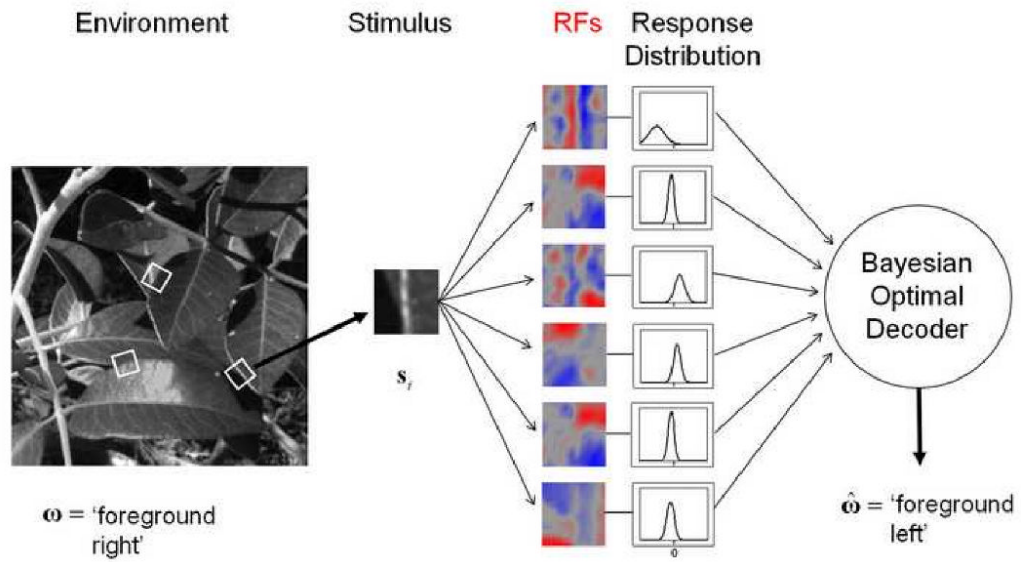 Environment
Stimulus
RFs
Response
Distribution
s
Bayesian
Optimal
Decoder
ω = 'foreground
right'
ω̂ = 'foreground
left'
0